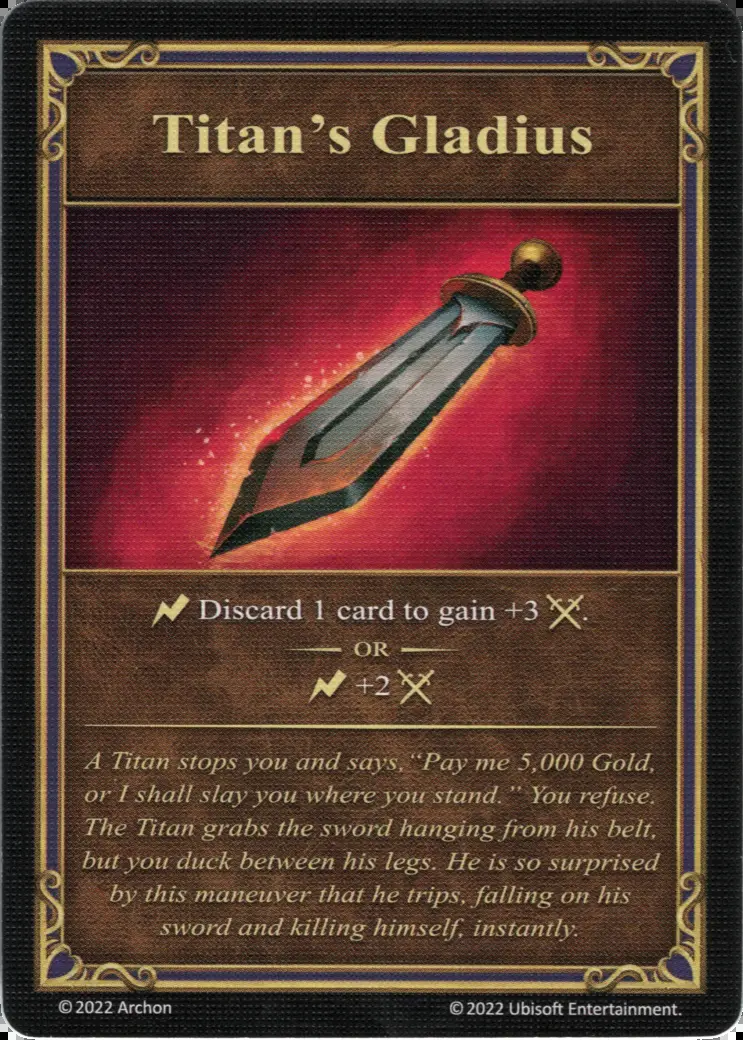 Titan's Gladius
Discard 1 card to gain +3 .
OR
+2
A Titan stops you and says, "Pay me 5,000 Gold,
or I shall slay you where you stand." You refuse.
The Titan grabs the sword hanging from his belt,
but you duck between his legs. He is so surprised
by this maneuver that he trips, falling on his
sword and killing himself, instantly.
© 2022 Archon
© 2022 Ubisoft Entertainment.